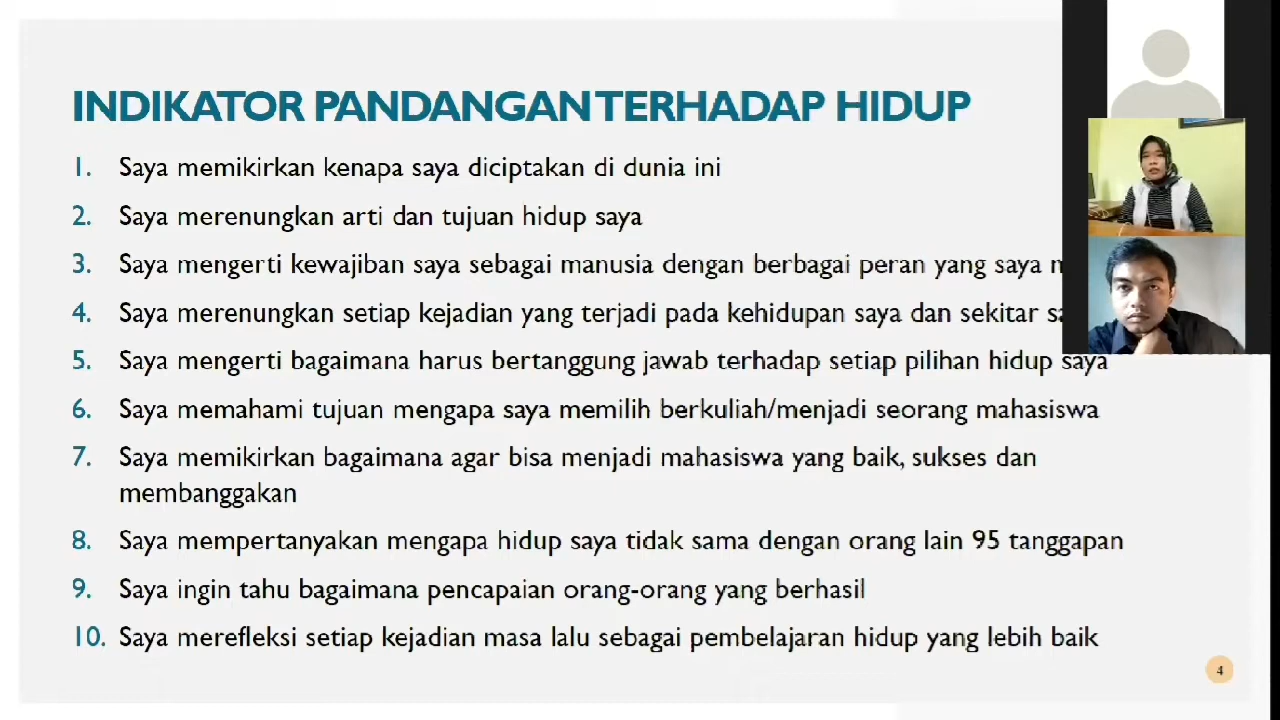 INDIKATOR PANDANGAN TERHADAP HIDUP
1. Saya memikirkan kenapa saya diciptakan di dunia ini
2. Saya merenungkan arti dan tujuan hidup saya
3. Saya mengerti kewajiban saya sebagai manusia dengan berbagai peran yang saya
4. Saya merenungkan setiap kejadian yang terjadi pada kehidupan saya dan sekitar
5. Saya mengerti bagaimana harus bertanggung jawab terhadap setiap pilihan hidup saya
6. Saya memahami tujuan mengapa saya memilih berkuliah/menjadi seorang mahasiswa
7. Saya memikirkan bagaimana agar bisa menjadi mahasiswa yang baik, sukses dan
membanggakan
8. Saya mempertanyakan mengapa hidup saya tidak sama dengan orang lain 95 tanggapan
9. Saya ingin tahu bagaimana pencapaian orang-orang yang berhasil
10. Saya merefleksi setiap kejadian masa lalu sebagai pembelajaran hidup yang lebih baik
4